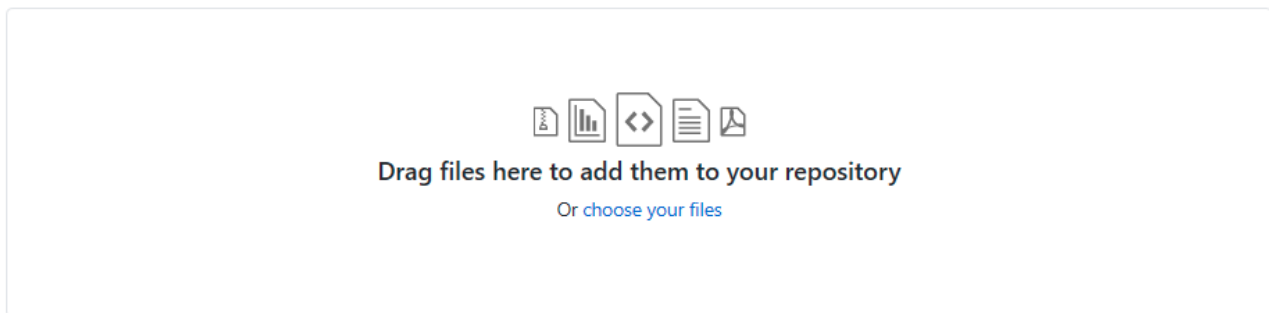 Drag files here to add them to your repository
Or choose your files